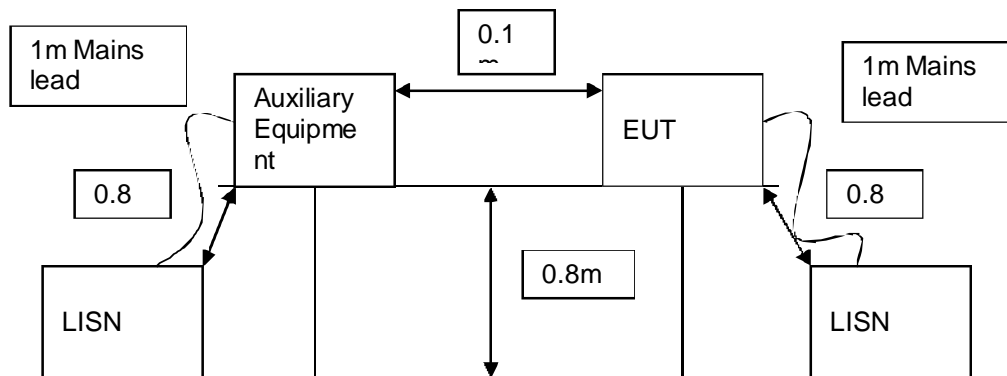 1m Mains
lead
0.1
Auxiliary
Equipme
nt
EUT
1m Mains
lead
0.8
0.8
0.8m
LISN
LISN